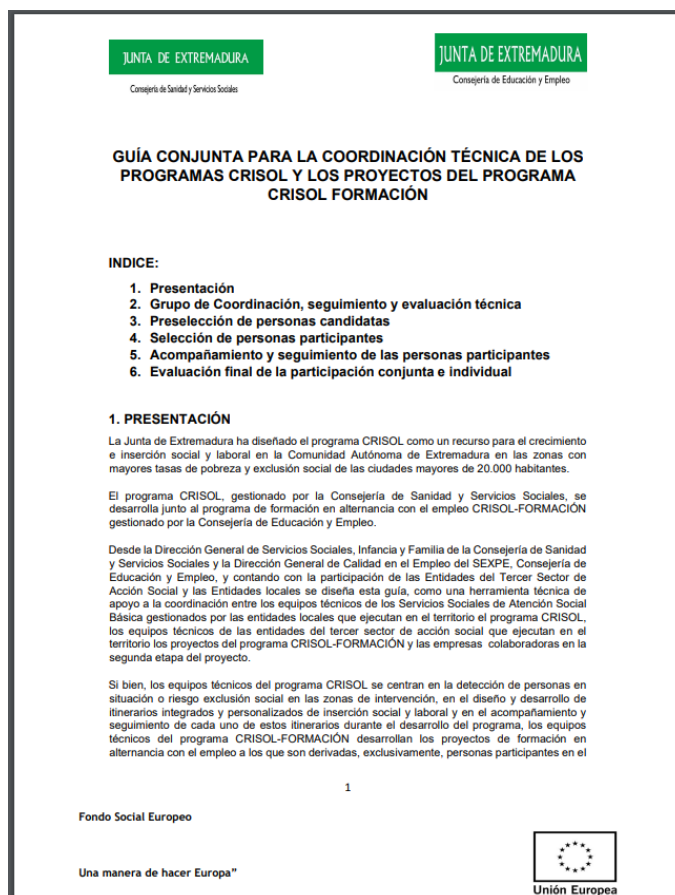 JUNTA DE EXTREMADURA
Consejería de Sanidad y Servicios Sociales
JUNTA DE EXTREMADURA
Consejería de Educación y Empleo
GUÍA CONJUNTA PARA LA COORDINACIÓN TÉCNICA DE LOS
PROGRAMAS CRISOL Y LOS PROYECTOS DEL PROGRAMA
CRISOL FORMACIÓN
INDICE:
1. Presentación
2. Grupo de Coordinación, seguimiento y evaluación técnica
3. Preselección de personas candidatas
4. Selección de personas participantes
5. Acompañamiento y seguimiento de las personas participantes
6. Evaluación final de la participación conjunta e individual
1. PRESENTACIÓN
La Junta de Extremadura ha diseñado el programa CRISOL como un recurso para el crecimiento
e inserción social y laboral en la Comunidad Autónoma de Extremadura en las zonas con
mayores tasas de pobreza y exclusión social de las ciudades mayores de 20.000 habitantes.
El programa CRISOL, gestionado por la Consejería de Sanidad y Servicios Sociales, se
desarrolla junto al programa de formación en alternancia con el empleo CRISOL-FORMACIÓN
gestionado por la Consejería de Educación y Empleo.
Desde la Dirección General de Servicios Sociales, Infancia y Familia de la Consejería de Sanidad
y Servicios Sociales y la Dirección General de Calidad en el Empleo del SEXPE, Consejería de
Educación y Empleo, y contando con la participación de las Entidades del Tercer Sector de
Acción Social y las Entidades locales se diseña esta guía, como una herramienta técnica de
apoyo a la coordinación entre los equipos técnicos de los Servicios Sociales de Atención Social
Básica gestionados por las entidades locales que ejecutan en el territorio el programa CRISOL,
los equipos técnicos de las entidades del tercer sector de acción social que ejecutan en el
territorio los proyectos del programa CRISOL-FORMACIÓN y las empresas colaboradoras en la
segunda etapa del proyecto.
Si bien, los equipos técnicos del programa CRISOL se centran en la detección de personas en
situación o riesgo exclusión social en las zonas de intervención, en el diseño y desarrollo de
itinerarios integrados y personalizados de inserción social y laboral y en el acompañamiento y
seguimiento de cada uno de estos itinerarios durante el desarrollo del programa, los equipos
técnicos del programa CRISOL-FORMACIÓN desarrollan los proyectos de formación en
alternancia con el empleo a los que son derivadas, exclusivamente, personas participantes en el
1
Fondo Social Europeo
Una manera de hacer Europa”
Unión Europea